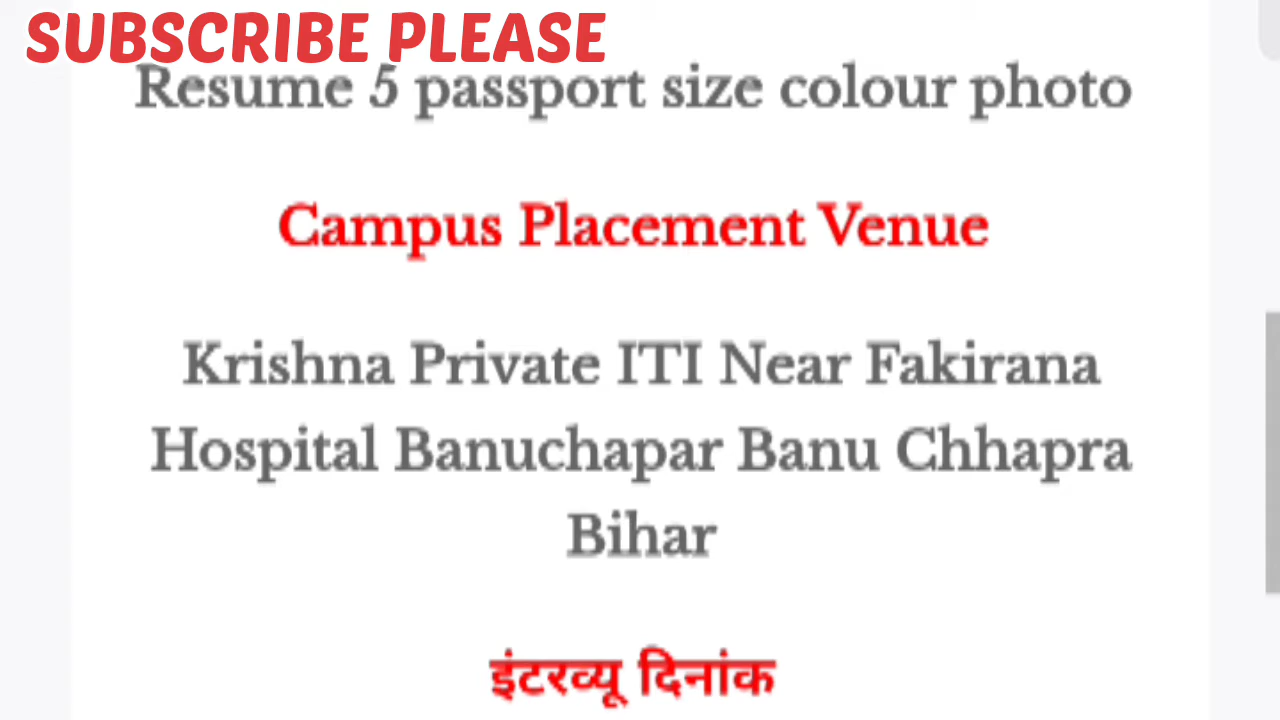 SUBSCRIBE PLEASE
Resume 5 passport size colour photo
Campus Placement Venue
Krishna Private ITI Near Fakirana
Hospital Banuchapar Banu Chhapra
Bihar
इंटरव्यू दिनांक